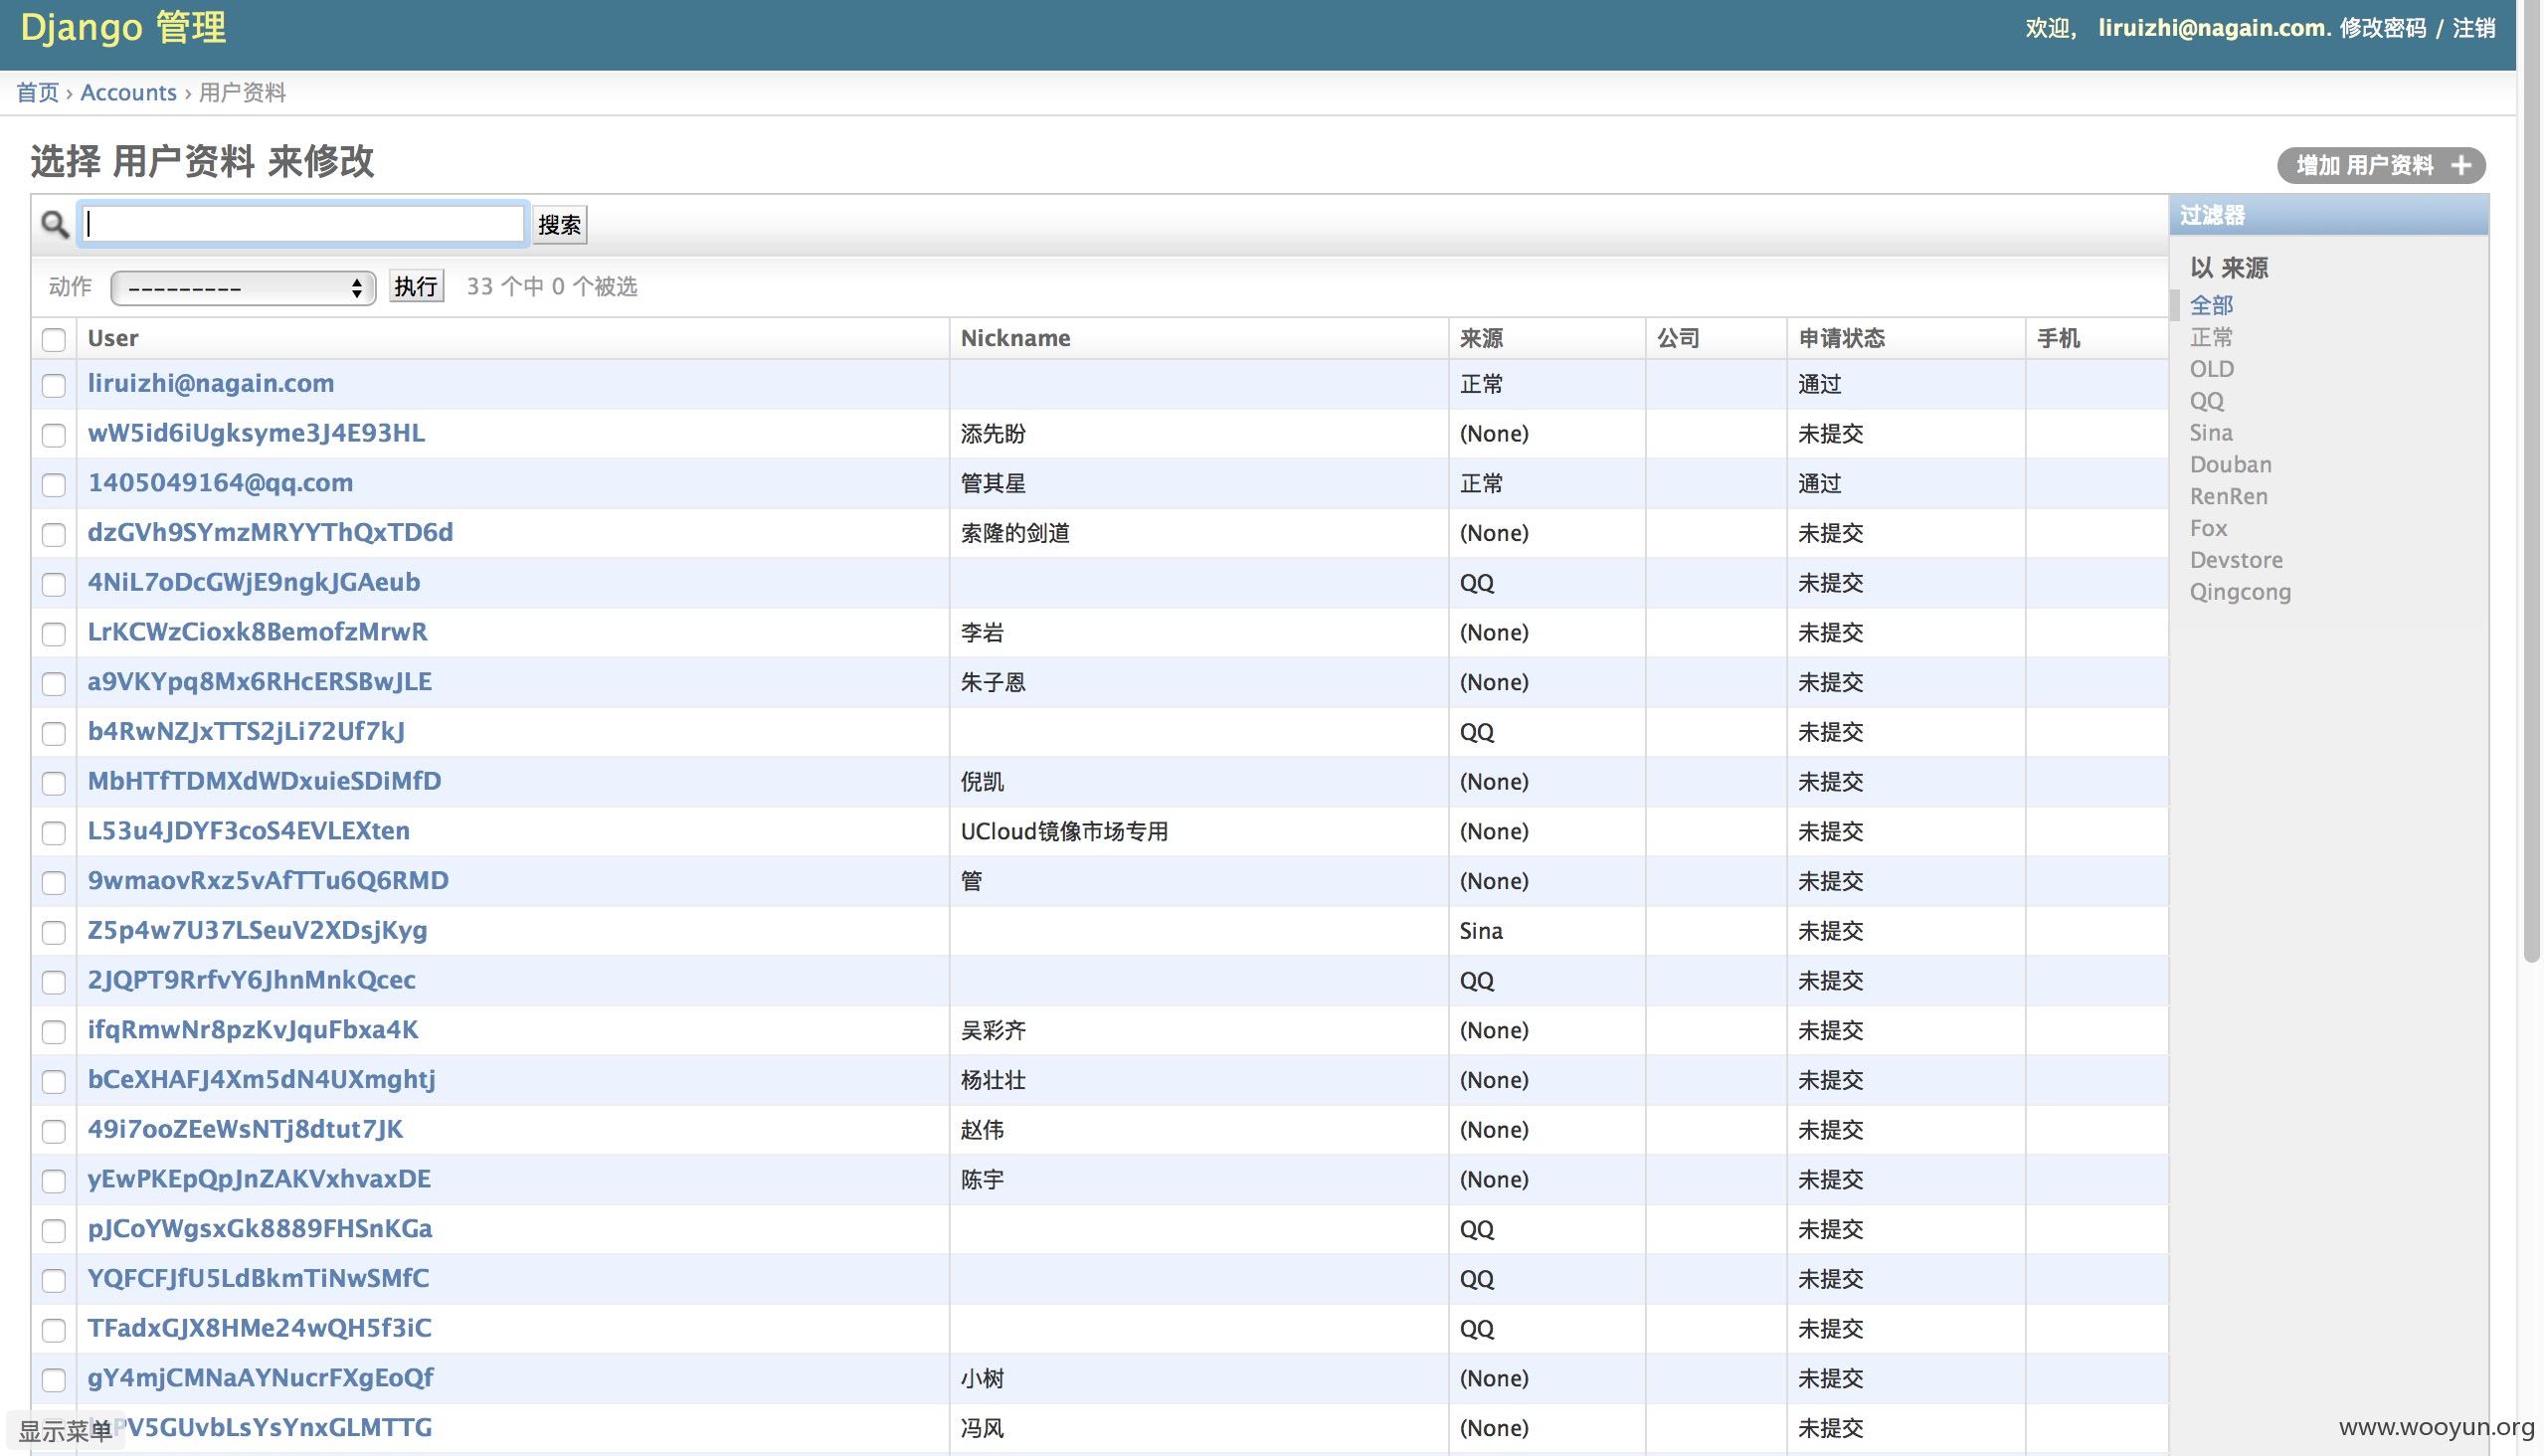 Django 管理
欢迎， liruizhi@nagain.com. 修改密码 / 注销
首页 › Accounts › 用户资料
选择 用户资料 来修改
增加 用户资料 +
搜索
过滤器
动作 --------- 执行 33 个中 0 个被选
以 来源
全部
正常
OLD
QQ
Sina
Douban
RenRen
Fox
Devstore
Qingcong
User Nickname 来源 公司 申请状态 手机
liruizhi@nagain.com 正常 通过
wW5id6iUgksyme3J4E93HL 添先盼 (None) 未提交
1405049164@qq.com 管其星 正常 通过
dzGVh9SYmzMRYYThQxTD6d 索隆的剑道 (None) 未提交
4NiL7oDcGWjE9ngkJGAeub QQ 未提交
LrKCWzCioxk8BemofzMrwR 李岩 (None) 未提交
a9VKYpq8Mx6RHcERSBwJLE 朱子恩 (None) 未提交
b4RwNZJxTTS2jLi72Uf7kJ QQ 未提交
MbHTfTDMXdWDxuieSDiMfD 倪凯 (None) 未提交
L53u4JDYF3coS4EVLEXten UCloud镜像市场专用 (None) 未提交
9wmaovRxz5vAfTTu6Q6RMD 管 (None) 未提交
Z5p4w7U37LSeuV2XDsjKyg Sina 未提交
2JQPT9RrfvY6JhnMnkQcec QQ 未提交
ifqRmwNr8pzKvJquFbxa4K 吴彩齐 (None) 未提交
bCeXHAFJ4Xm5dN4UXmghtj 杨壮壮 (None) 未提交
49i7ooZEeWsNTj8dtut7JK 赵伟 (None) 未提交
yEwPKEpQpJnZAKVxhvaxDE 陈宇 (None) 未提交
pJCoYWgsxGk8889FHSnKGa QQ 未提交
YQFCFJfU5LdBkmTiNwSMfC QQ 未提交
TFadxGJX8HMe24wQH5f3iC QQ 未提交
gY4mjCMNaAYNucrFXgEoQf 小树 (None) 未提交
冯风 (None) 未提交
显示菜单
www.wooyun.org